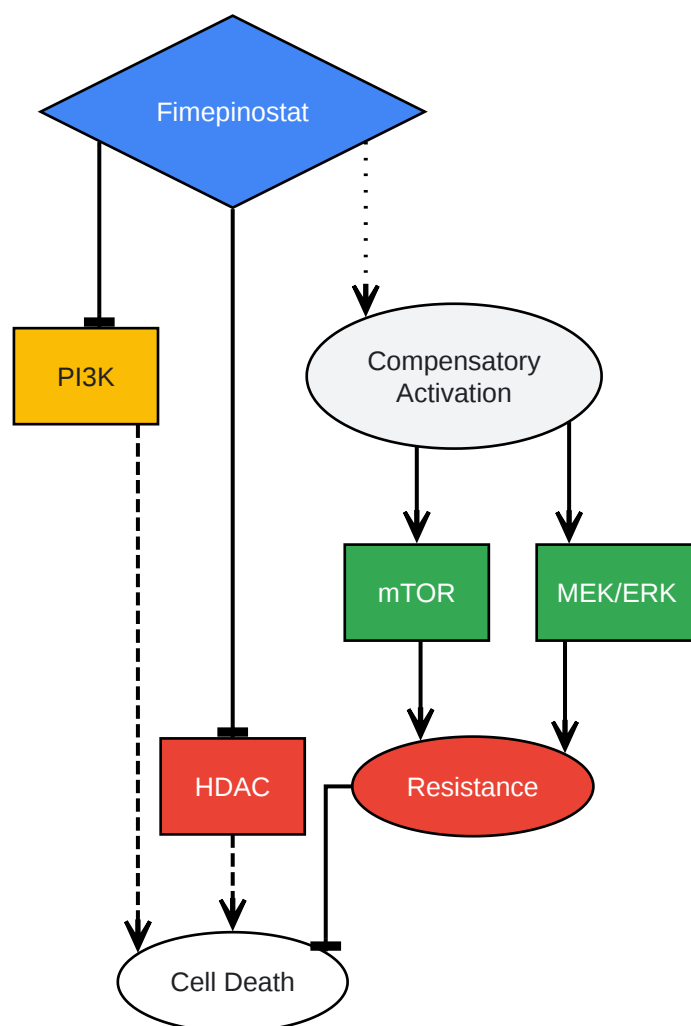 Fimepinostat
PI3K
Compensatory
Activation
mTOR
MEK/ERK
HDAC
Resistance
Cell Death